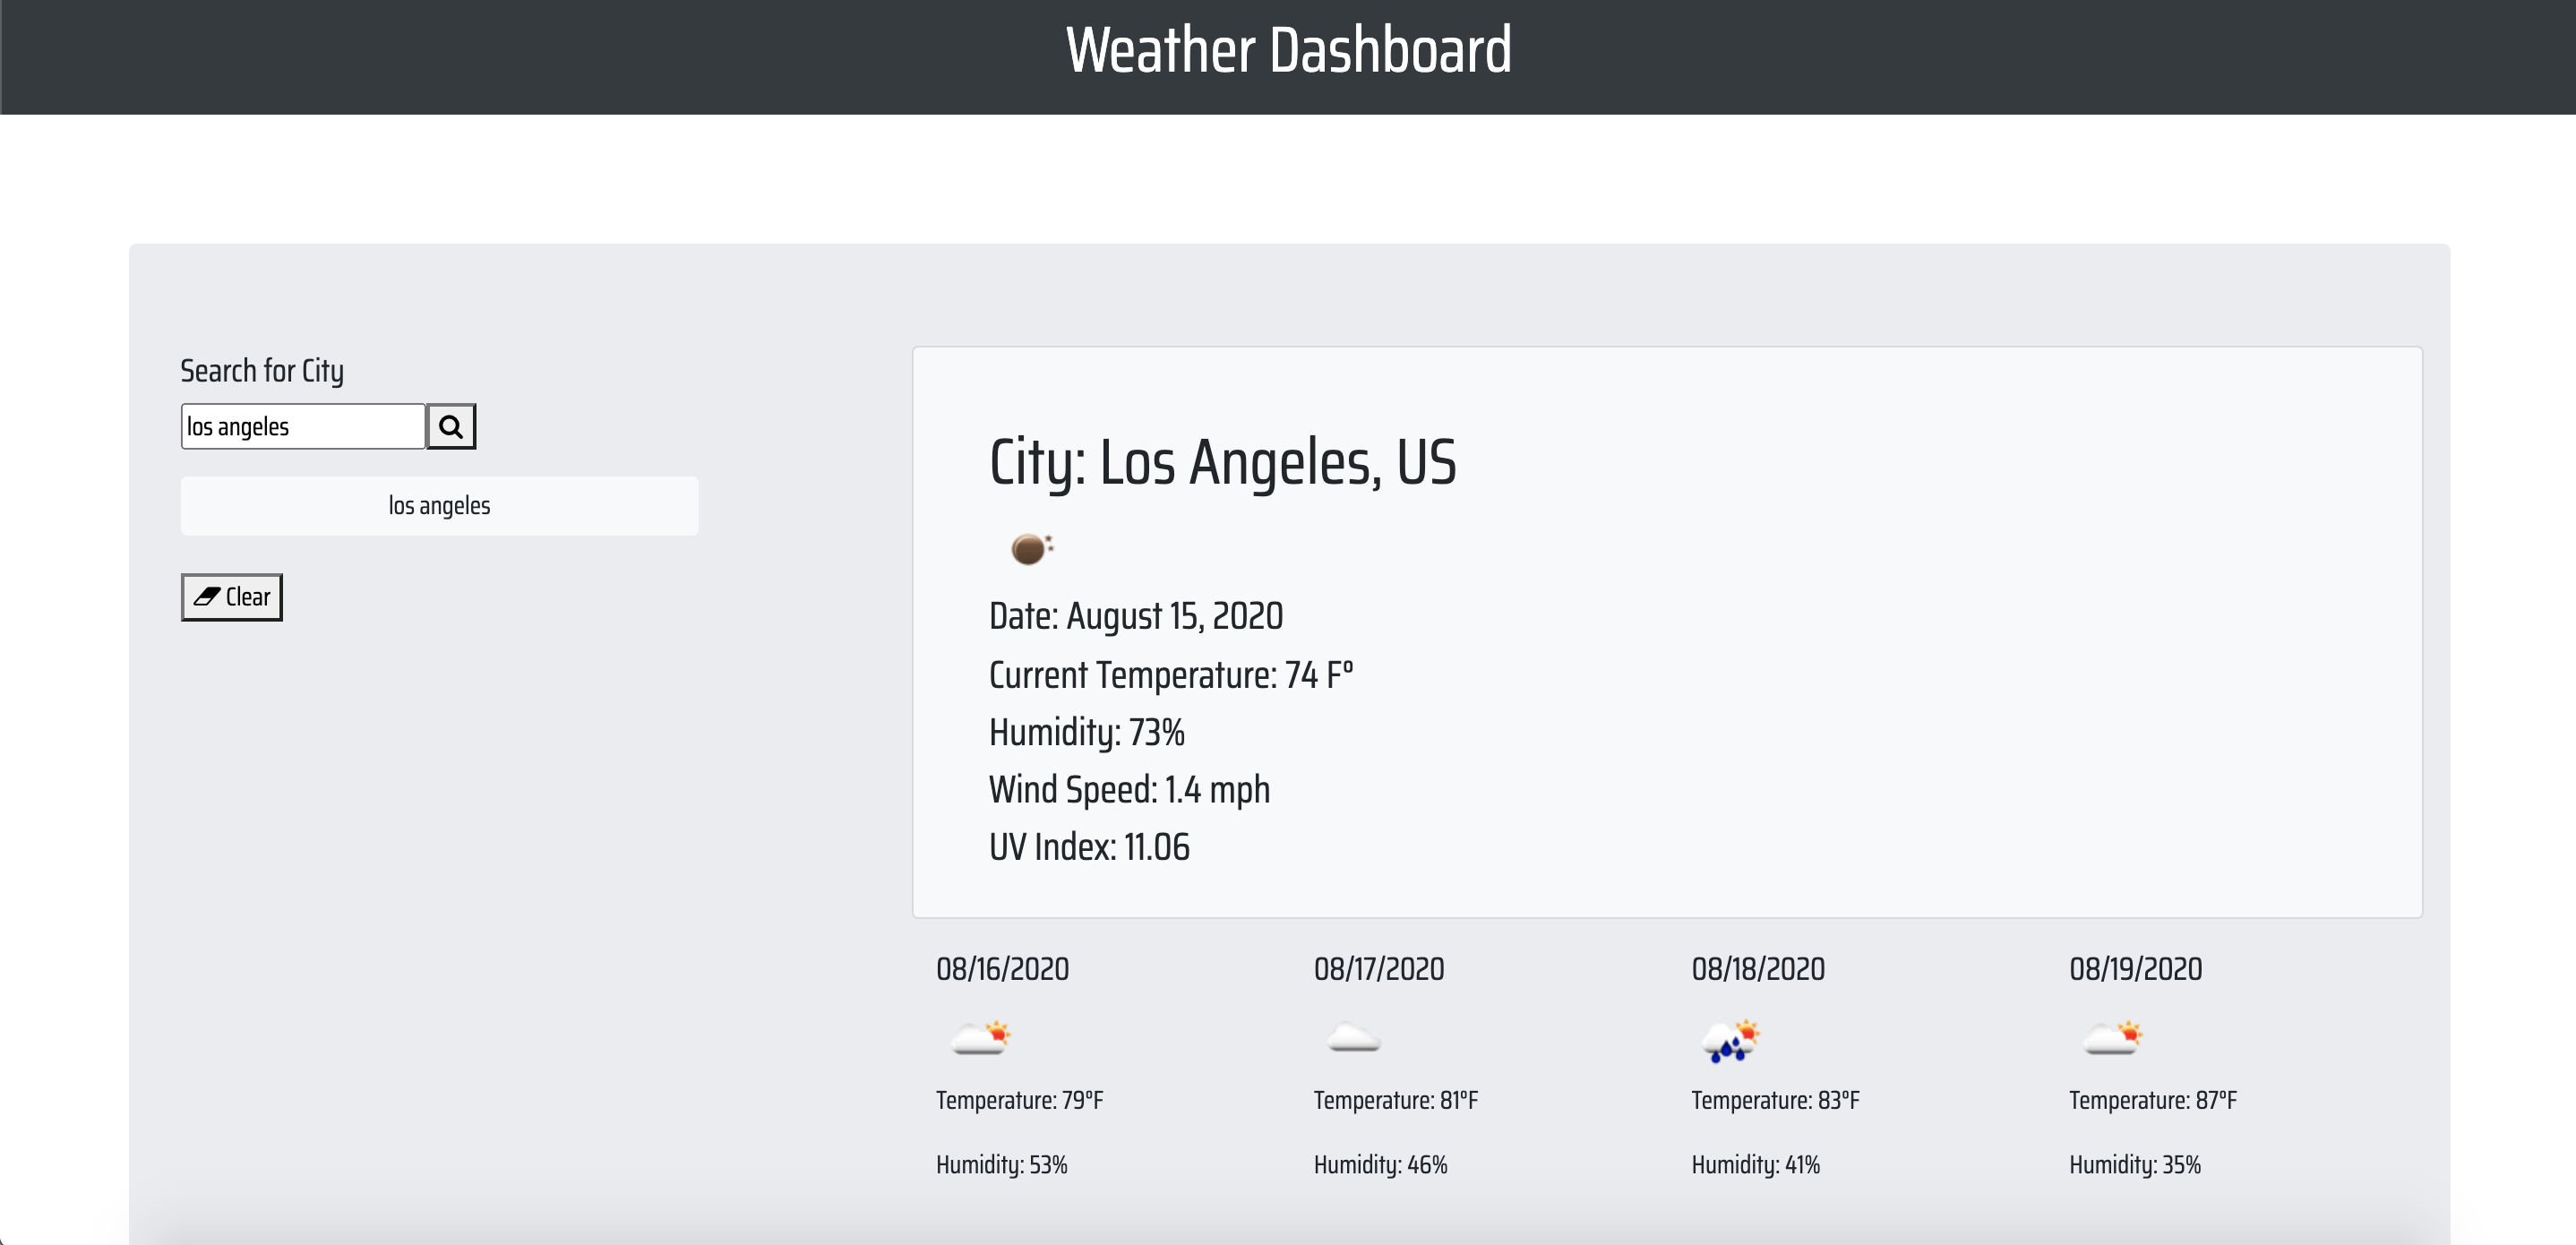 Weather Dashboard
Search for City
los angeles
los angeles
Clear
City: Los Angeles, US
Date: August 15, 2020
Current Temperature: 74 Fº
Humidity: 73%
Wind Speed: 1.4 mph
UV Index: 11.06
08/16/2020
Temperature: 79°F
Humidity: 53%
08/17/2020
Temperature: 81°F
Humidity: 46%
08/18/2020
Temperature: 83°F
Humidity: 41%
08/19/2020
Temperature: 87°F
Humidity: 35%